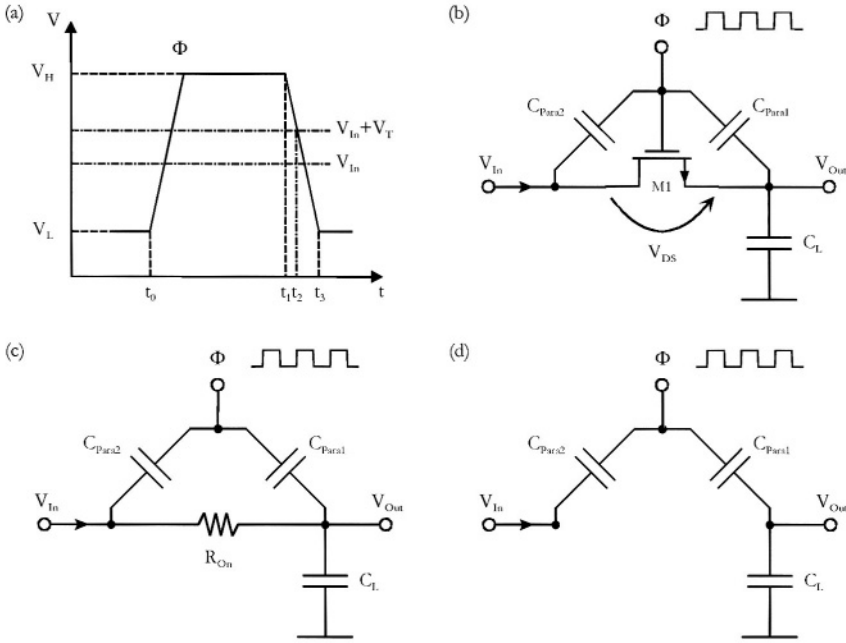 (a)
V
Φ
V_H
V_In+V_T
V_In
V_L
t_0
t_1 t_2
t_3
t
(b)
Φ
C_Para2
C_Para1
V_In
V_Out
M1
V_DS
C_L
(c)
Φ
C_Para2
C_Para1
V_In
V_Out
R_On
C_L
(d)
Φ
C_Para2
C_Para1
V_In
V_Out
C_L